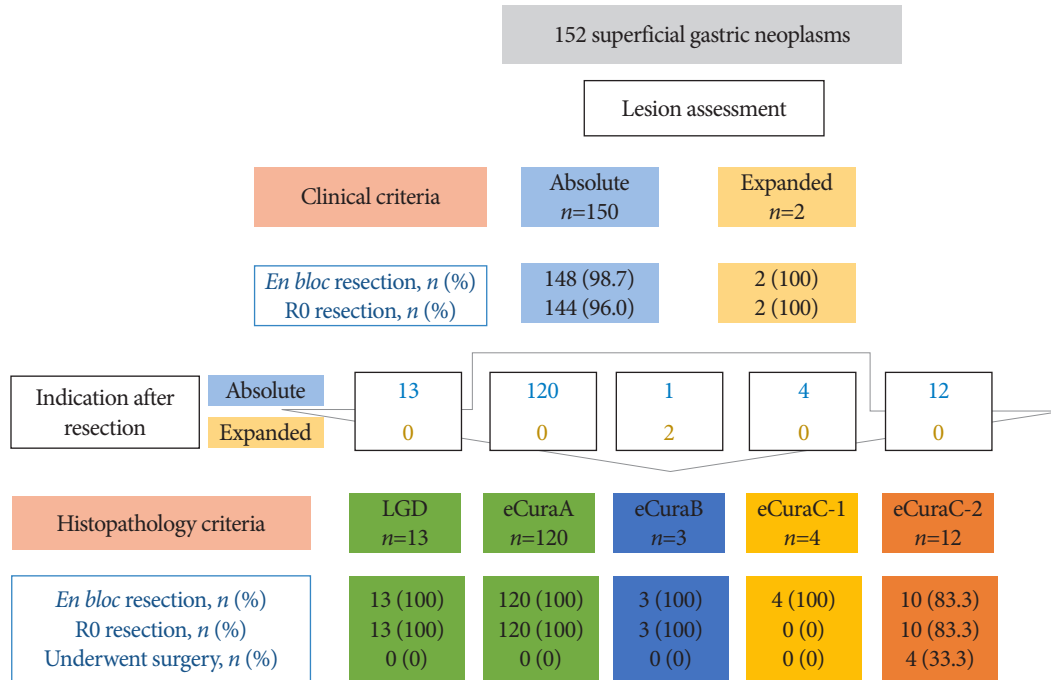 152 superficial gastric neoplasms
Lesion assessment
Clinical criteria
Absolute
n=150
Expanded
n=2
En bloc resection, n (%)
R0 resection, n (%)
148 (98.7)
144 (96.0)
2 (100)
2 (100)
Indication after
resection
Absolute
Expanded
13
0
120
0
1
2
4
0
12
0
Histopathology criteria
LGD
n=13
eCuraA
n=120
eCuraB
n=3
eCuraC-1
n=4
eCuraC-2
n=12
En bloc resection, n (%)
R0 resection, n (%)
Underwent surgery, n (%)
13 (100)
13 (100)
0 (0)
120 (100)
120 (100)
0 (0)
3 (100)
3 (100)
0 (0)
4 (100)
0 (0)
0 (0)
10 (83.3)
10 (83.3)
4 (33.3)